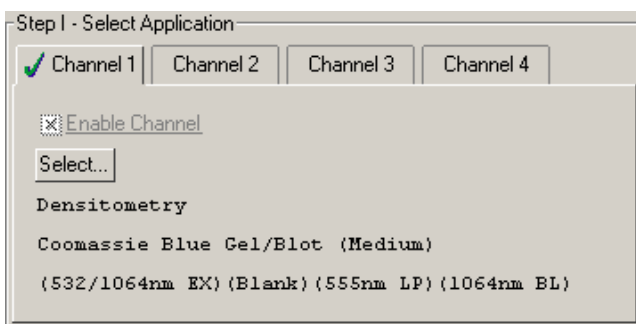 Step I - Select Application
Channel 1 Channel 2 Channel 3 Channel 4
Enable Channel
Select...
Densitometry
Coomassie Blue Gel/Blot (Medium)
(532/1064nm EX)(Blank)(555nm LP)(1064nm BL)